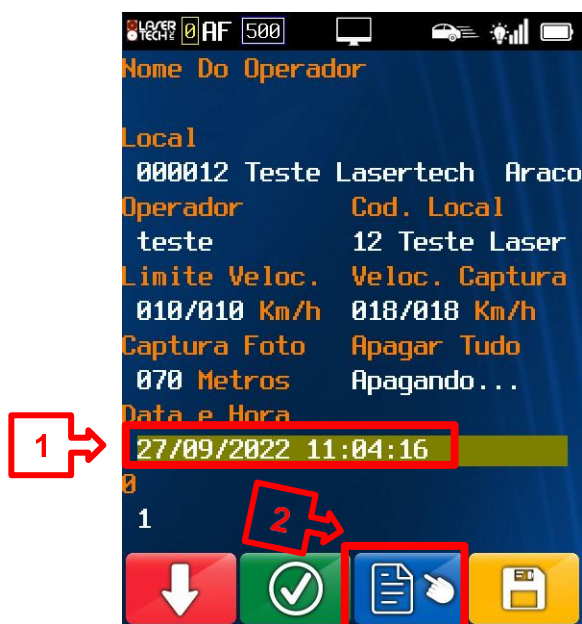 LASER TECH 0 AF 500
Nome Do Operador
Local
000012 Teste Lasertech Araco
Operador Cod. Local
teste 12 Teste Laser
Limite Veloc. Veloc. Captura
010/010 Km/h 018/018 Km/h
Captura Foto Apagar Tudo
070 Metros Apagando...
Data e Hora
1 27/09/2022 11:04:16
0
1 2